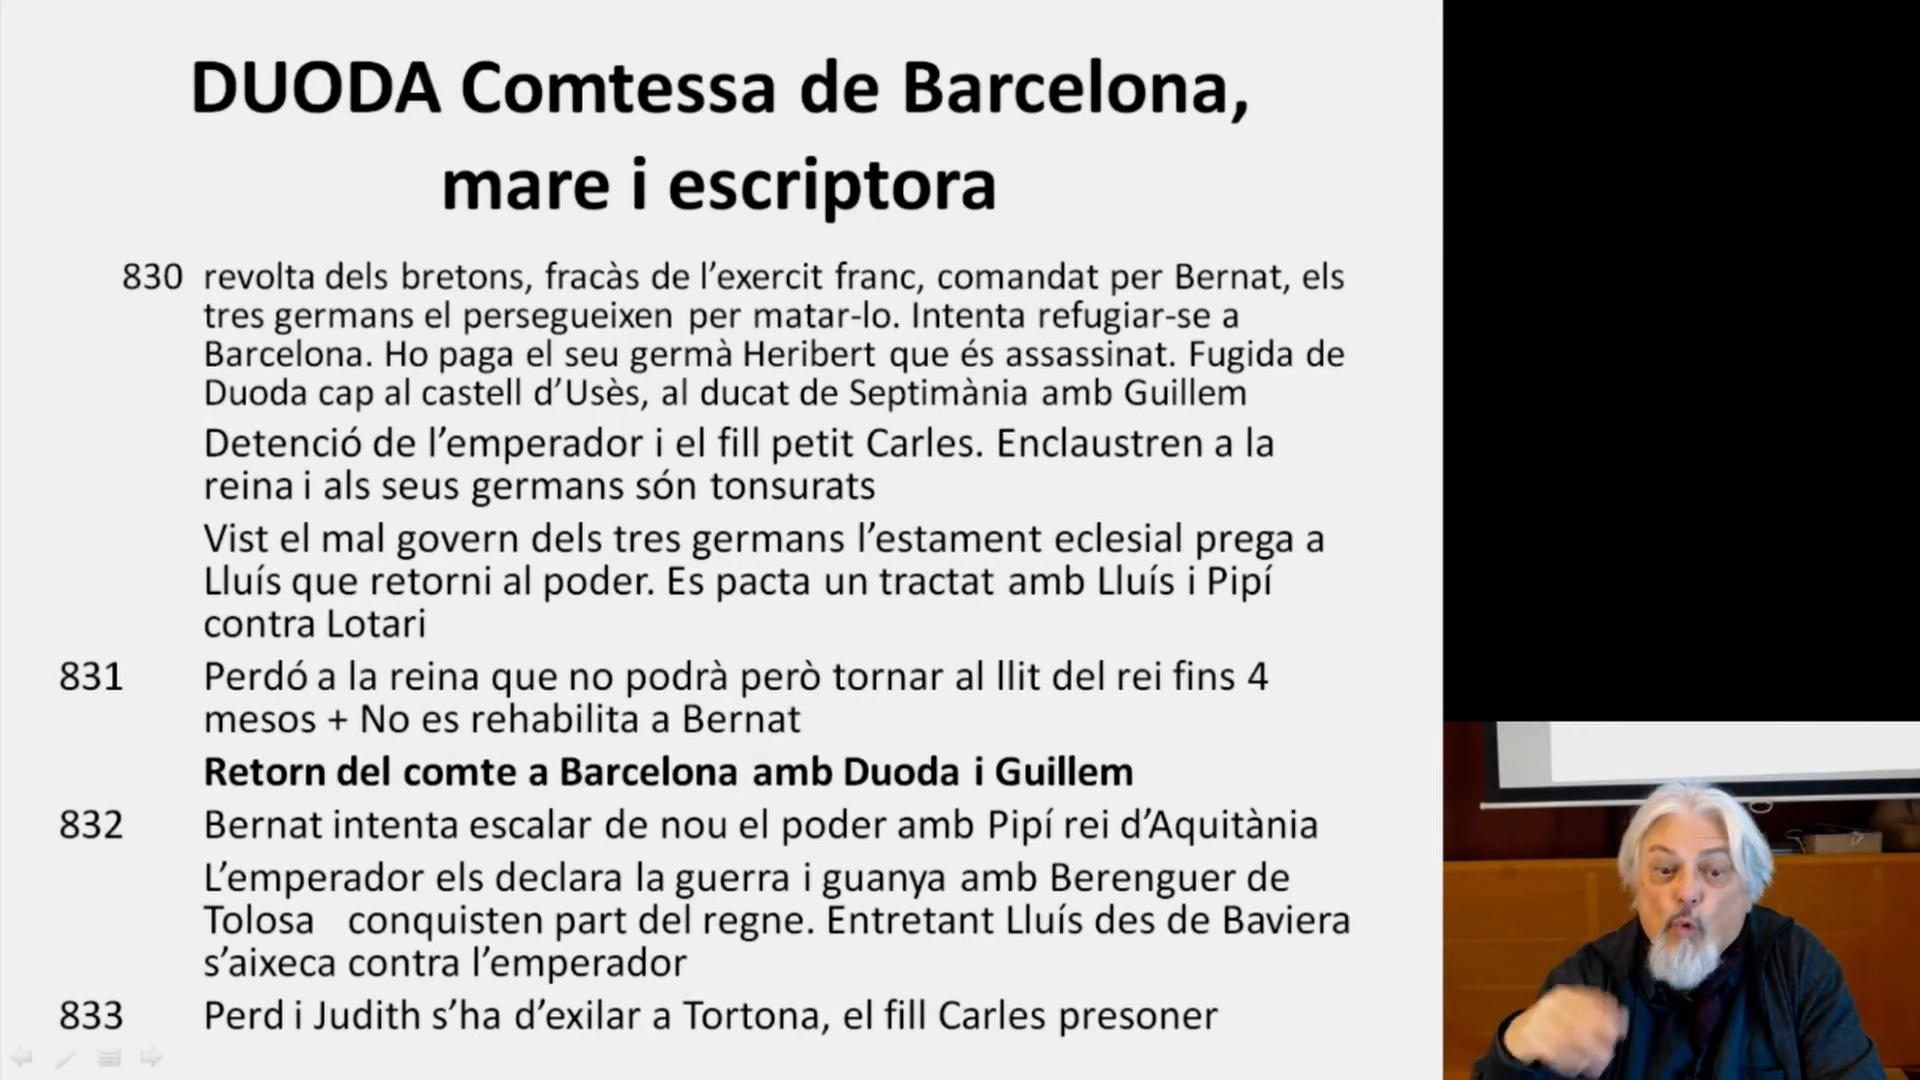 DUODA Comtessa de Barcelona,
mare i escriptora
830 revolta dels bretons, fracàs de l’exercit franc, comandat per Bernat, els
tres germans el persegueixen per matar-lo. Intenta refugiar-se a
Barcelona. Ho paga el seu germà Heribert que és assassinat. Fugida de
Duoda cap al castell d’Usès, al ducat de Septimània amb Guillem
Detenció de l’emperador i el fill petit Carles. Enclaustren a la
reina i als seus germans són tonsurats
Vist el mal govern dels tres germans l’estament eclesial prega a
Lluís que retorni al poder. Es pacta un tractat amb Lluís i Pipí
contra Lotari
831 Perdó a la reina que no podrà però tornar al llit del rei fins 4
mesos + No es rehabilita a Bernat
Retorn del comte a Barcelona amb Duoda i Guillem
832 Bernat intenta escalar de nou el poder amb Pipí rei d’Aquitània
L’emperador els declara la guerra i guanya amb Berenguer de
Tolosa conquisten part del regne. Entretant Lluís des de Baviera
s’aixeca contra l’emperador
833 Perd i Judith s’ha d’exilar a Tortona, el fill Carles presoner